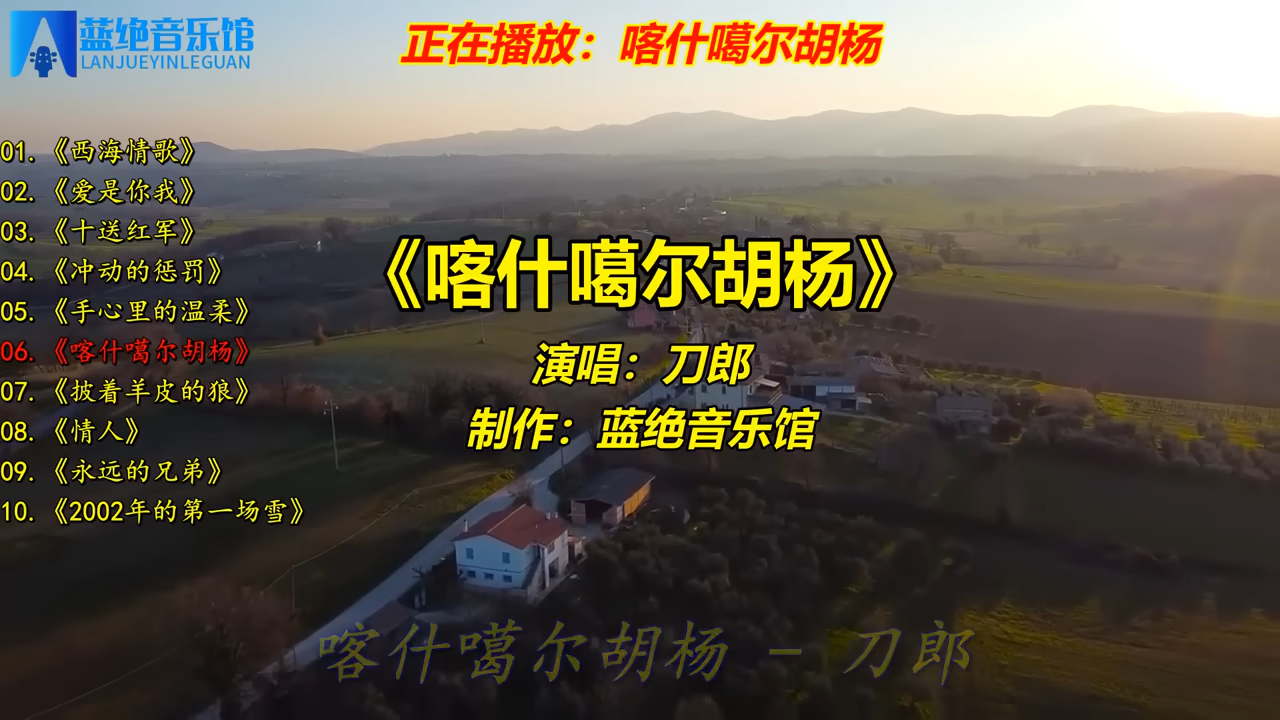 蓝绝音乐馆
LANJUEYINLEGUAN
正在播放：喀什噶尔胡杨
01.《西海情歌》
02.《爱是你我》
03.《十送红军》
04.《冲动的惩罚》
05.《手心里的温柔》
06.《喀什噶尔胡杨》
07.《披着羊皮的狼》
08.《情人》
09.《永远的兄弟》
10.《2002年的第一场雪》
《喀什噶尔胡杨》
演唱：刀郎
制作：蓝绝音乐馆
喀什噶尔胡杨 - 刀郎